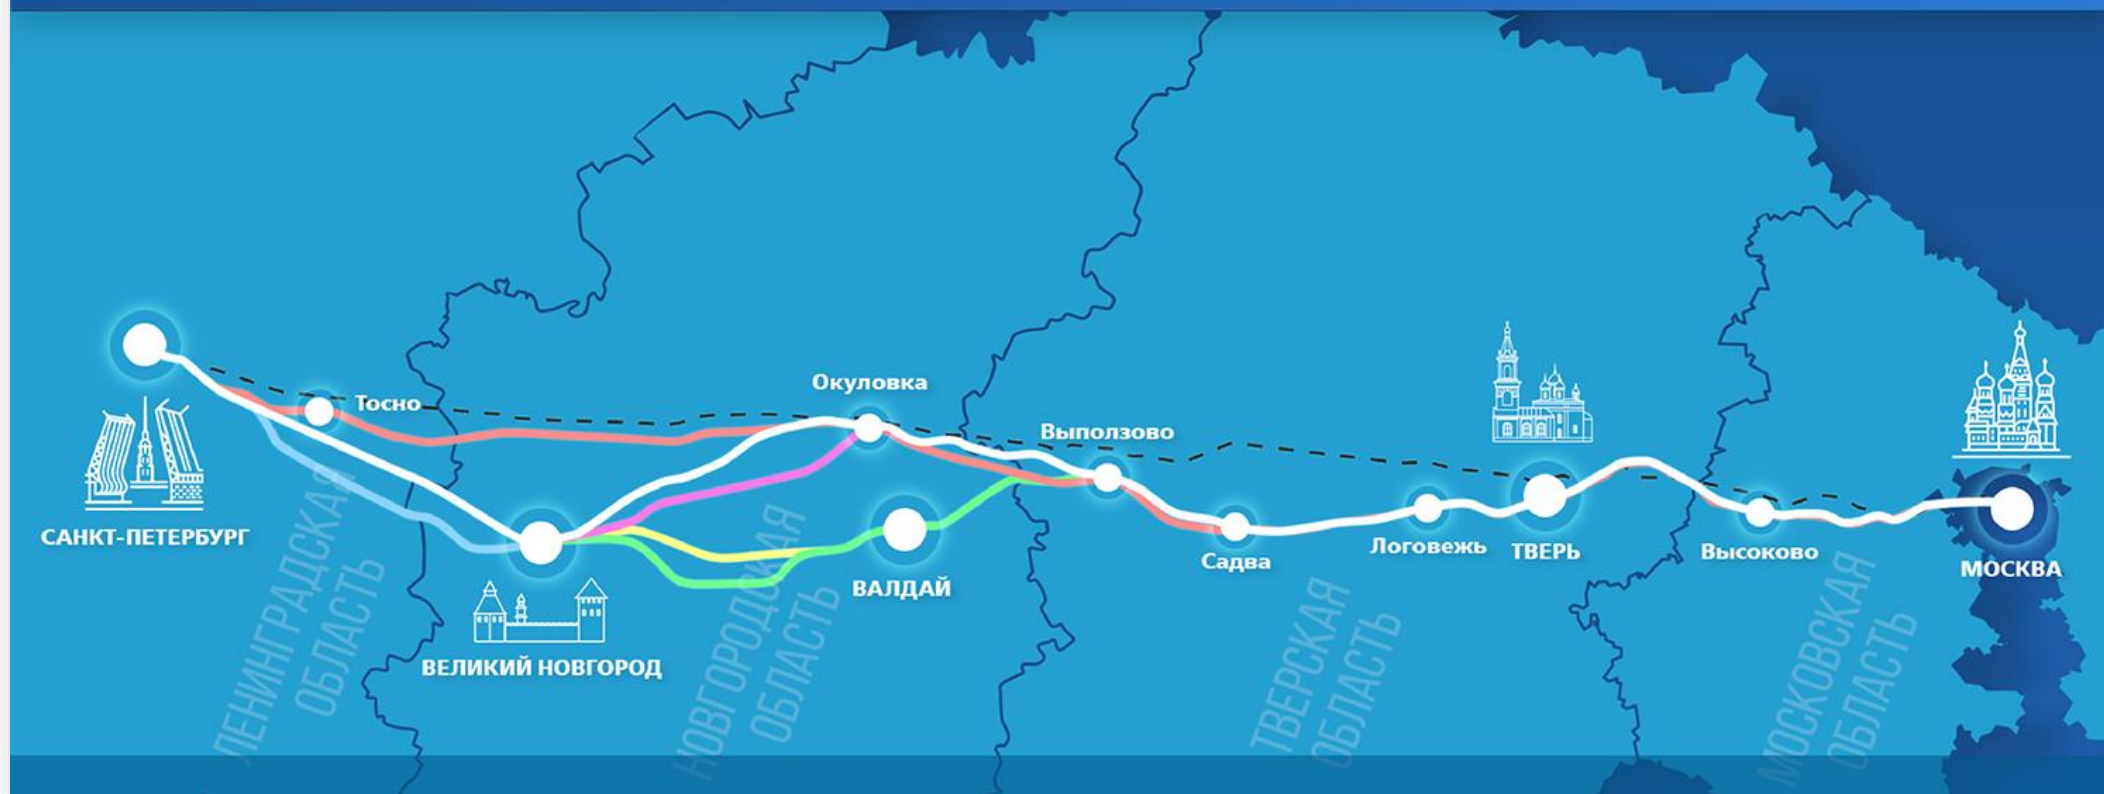 Окуловка
Тосно
Выползово
САНКТ-ПЕТЕРБУРГ
Садва
Логовежь
ТВЕРЬ
Высоково
МОСКВА
ВАЛДАЙ
ВЕЛИКИЙ НОВГОРОД
ЛЕНИНГРАДСКАЯ
ОБЛАСТЬ
НОВГОРОДСКАЯ
ОБЛАСТЬ
ТВЕРСКАЯ
ОБЛАСТЬ
МОСКОВСКАЯ
ОБЛАСТЬ